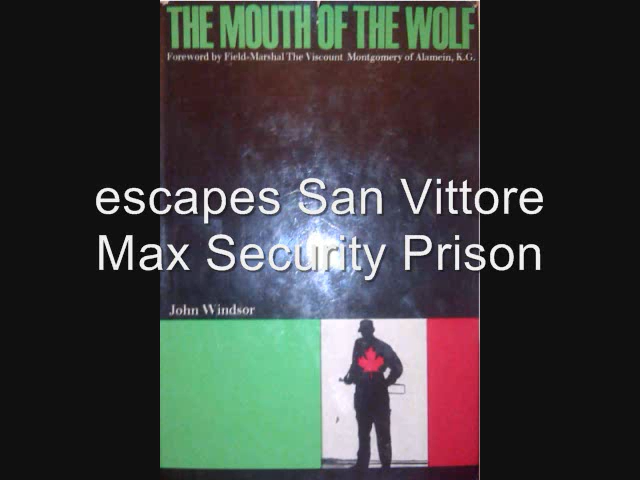 THE MOUTH OF THE WOLF
Foreword by Field-Marshal The Viscount Montgomery of Alamein, K.G.
escapes San Vittore
Max Security Prison
John Windsor